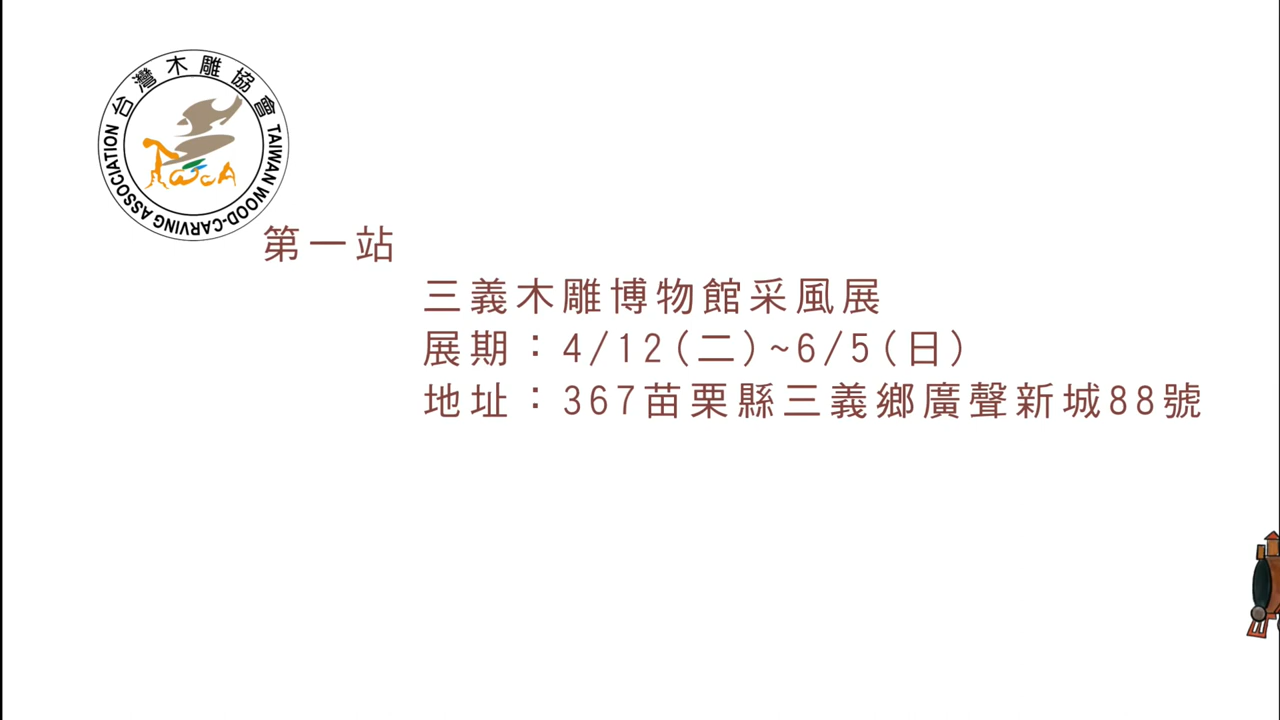 台灣木雕協會
TAIWAN WOOD-CARVING ASSOCIATION
TWCA
第一站
三義木雕博物館采風展
展期：4/12(二)~6/5(日)
地址：367苗栗縣三義鄉廣聲新城88號